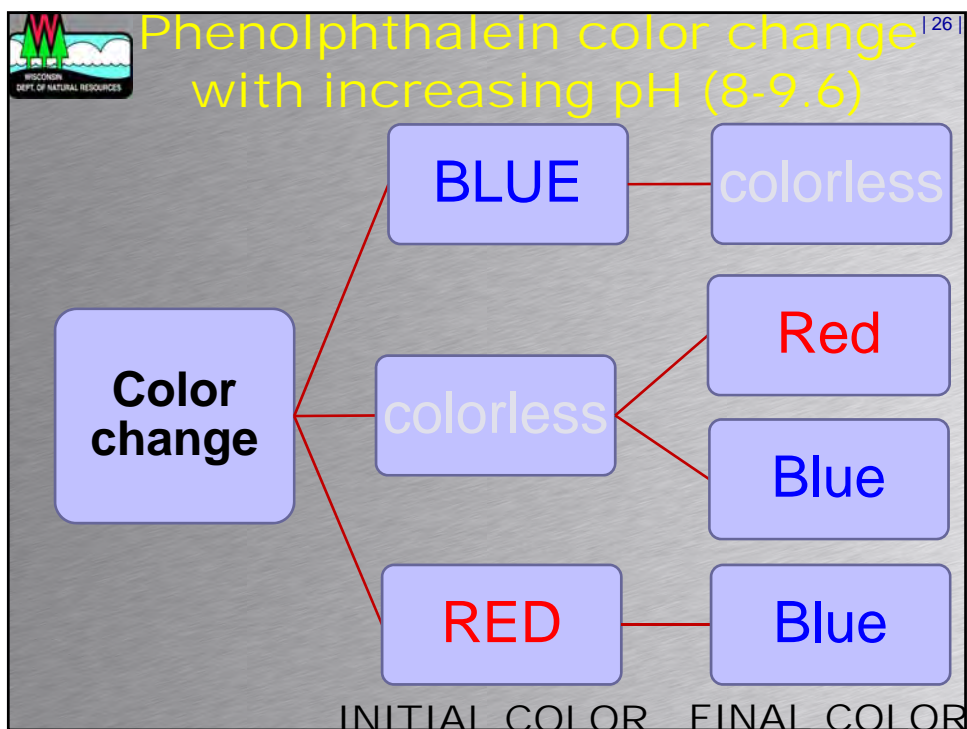 Phenolphthalein color change
with increasing pH (8-9.6)
| 26 |
W
WISCONSIN
DEPT. OF NATURAL RESOURCES
BLUE
colorless
Color
change
colorless
Red
Blue
RED
Blue
INITIAL COLOR
FINAL COLOR